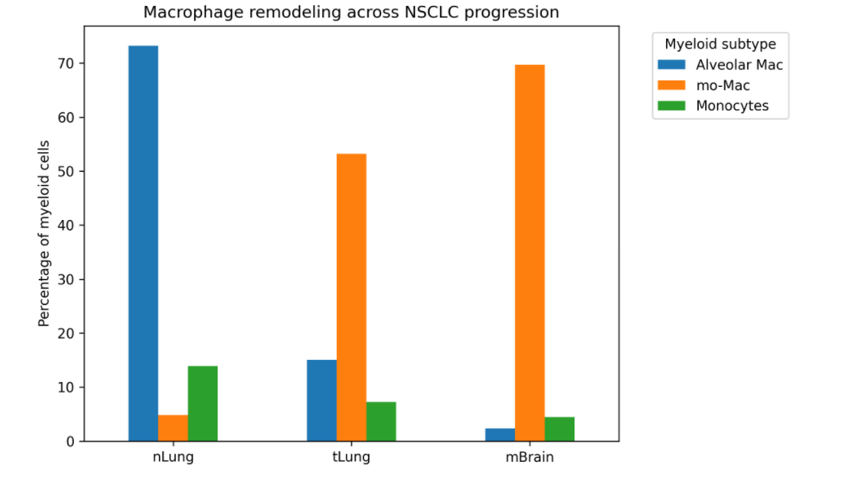 Macrophage remodeling across NSCLC progression
Myeloid subtype
Alveolar Mac
mo-Mac
Monocytes
Percentage of myeloid cells
70
60
50
40
30
20
10
0
nLung tLung mBrain